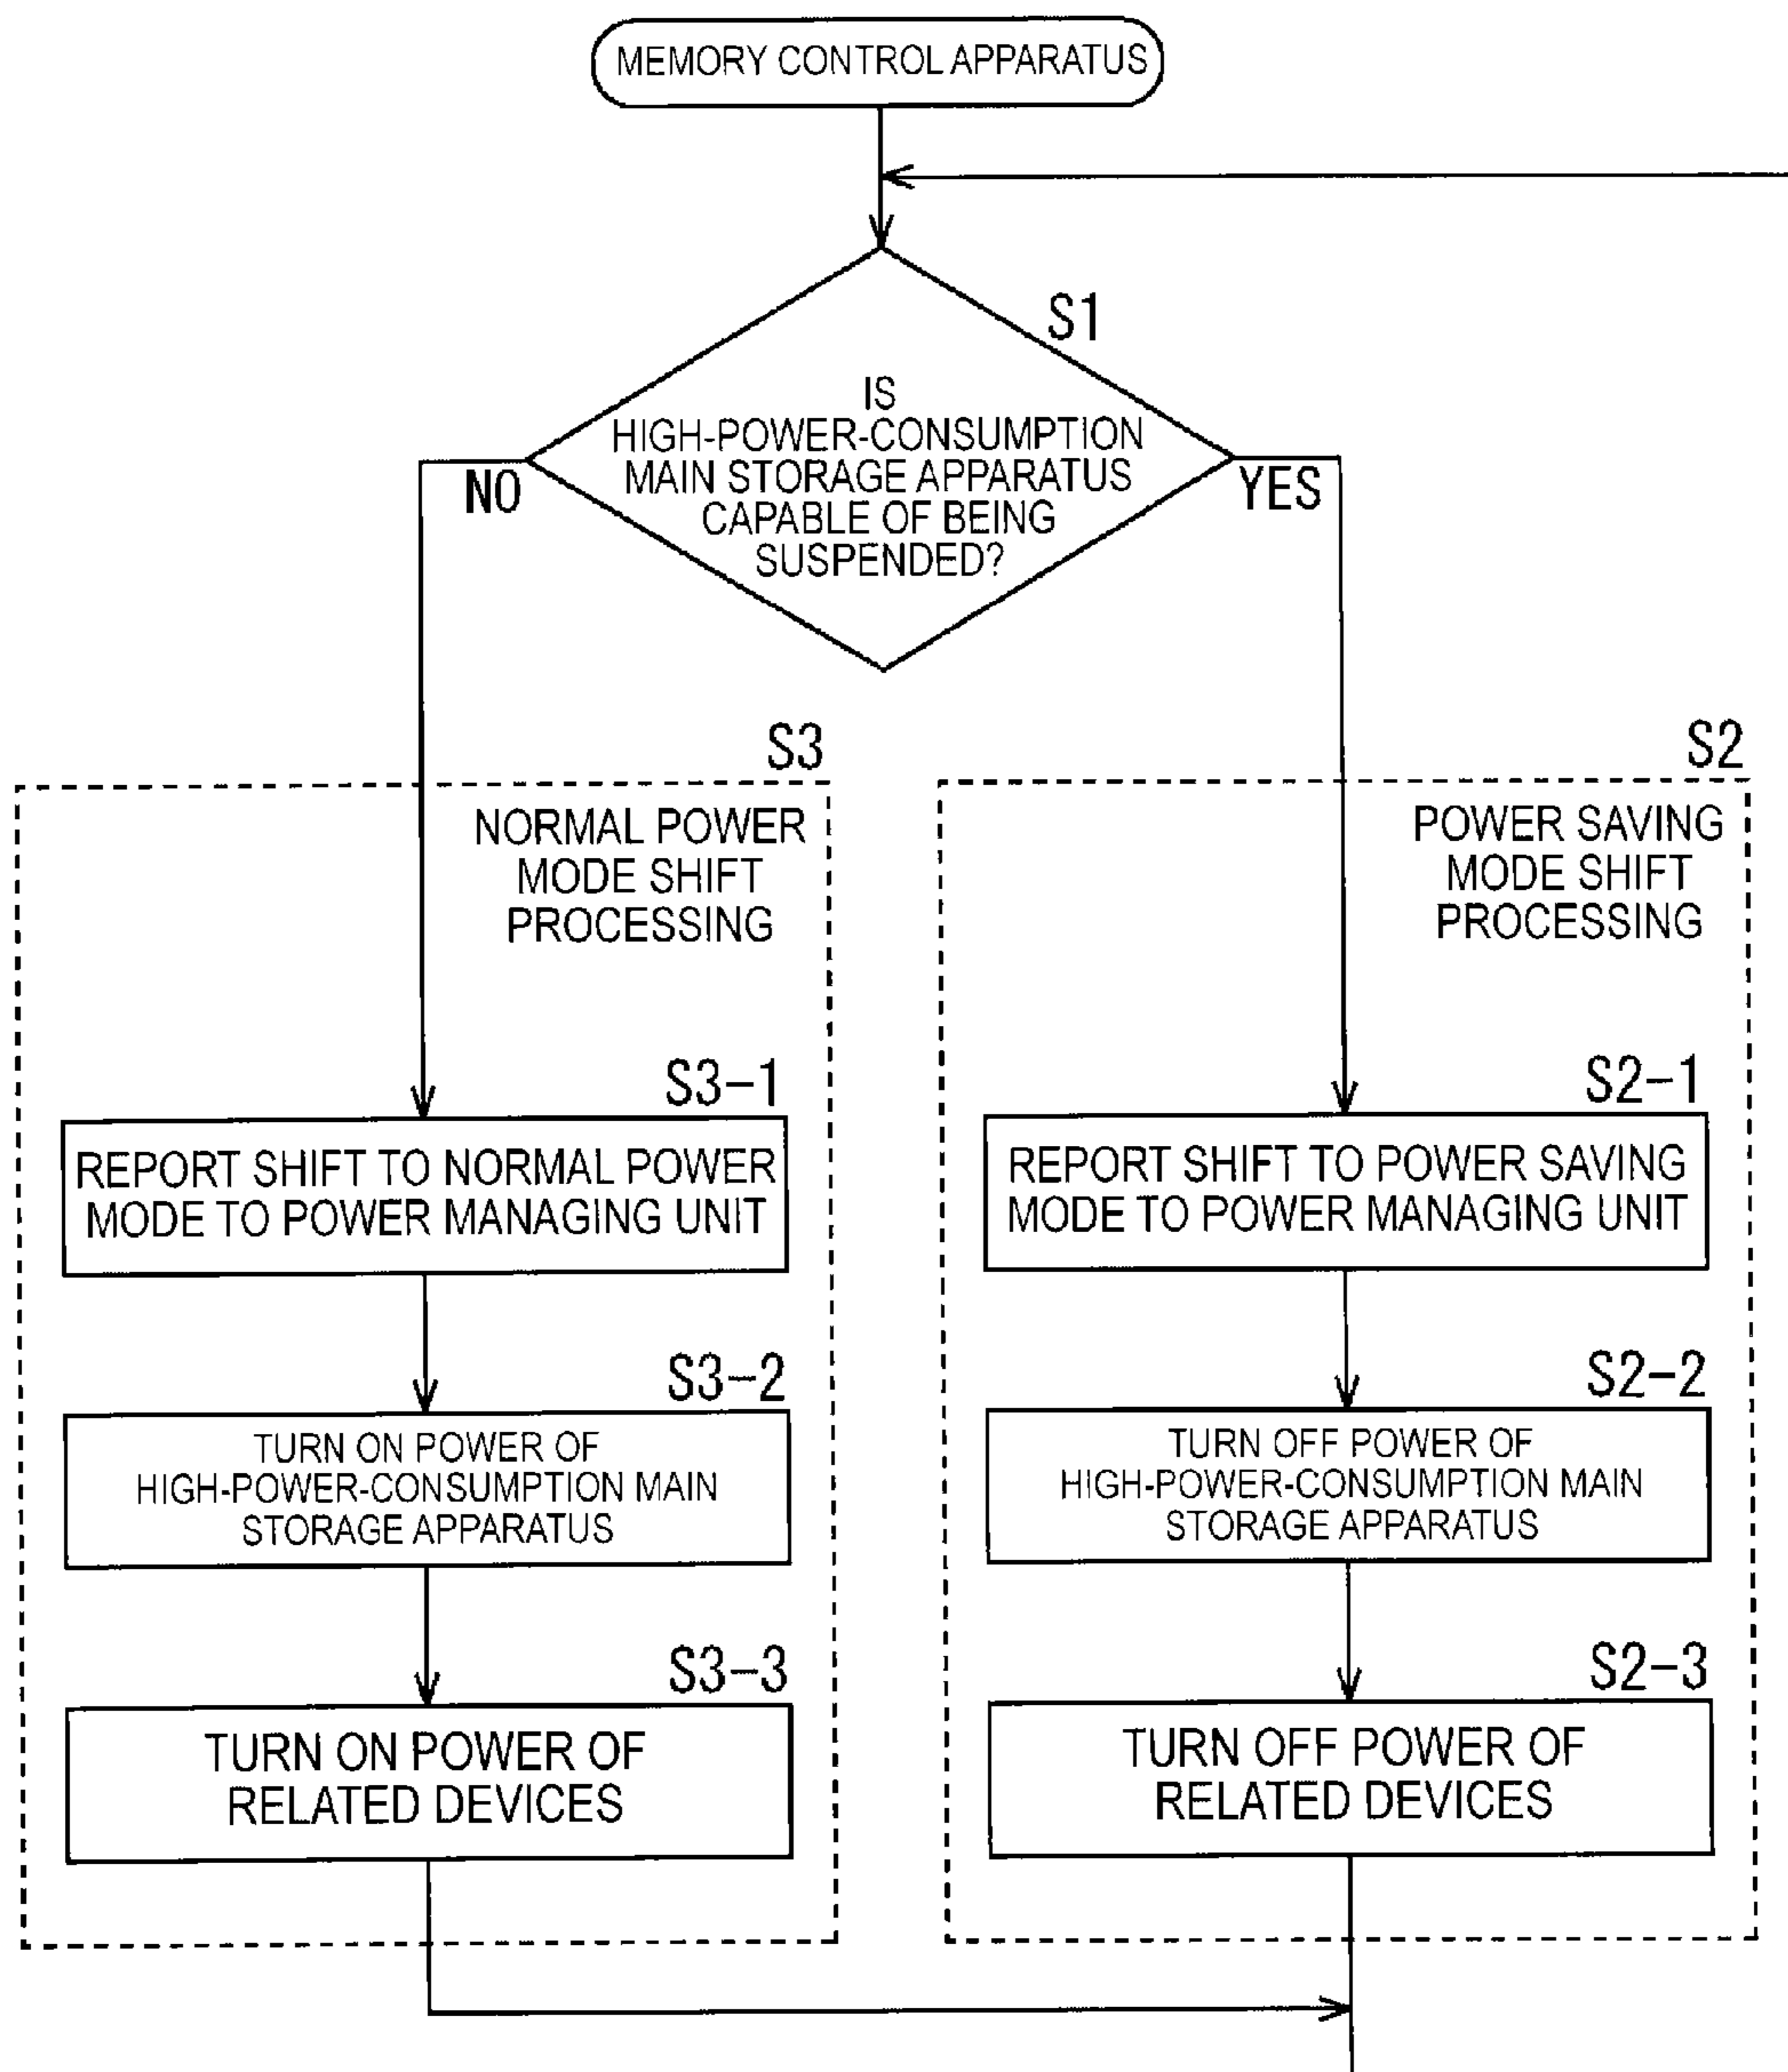 MEMORY CONTROL APPARATUS
S1
IS
HIGH-POWER-CONSUMPTION
MAIN STORAGE APPARATUS
CAPABLE OF BEING
SUSPENDED?
NO
YES
S3
NORMAL POWER
MODE SHIFT
PROCESSING
S3-1
REPORT SHIFT TO NORMAL POWER
MODE TO POWER MANAGING UNIT
S3-2
TURN ON POWER OF
HIGH-POWER-CONSUMPTION MAIN
STORAGE APPARATUS
S3-3
TURN ON POWER OF
RELATED DEVICES
S2
POWER SAVING
MODE SHIFT
PROCESSING
S2-1
REPORT SHIFT TO POWER SAVING
MODE TO POWER MANAGING UNIT
S2-2
TURN OFF POWER OF
HIGH-POWER-CONSUMPTION MAIN
STORAGE APPARATUS
S2-3
TURN OFF POWER OF
RELATED DEVICES